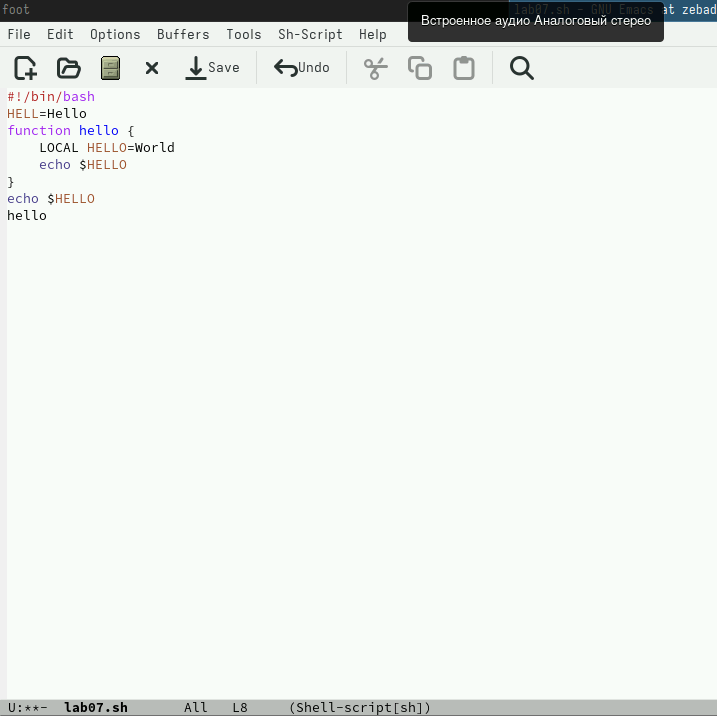 foot
lab07.sh - GNU Emacs at zebad
Встроенное аудио Аналоговый стерео
File Edit Options Buffers Tools Sh-Script Help
Save Undo
#!/bin/bash
HELL=Hello
function hello {
    LOCAL HELLO=World
    echo $HELLO
}
echo $HELLO
hello
U:**- lab07.sh All L8 (Shell-script[sh])